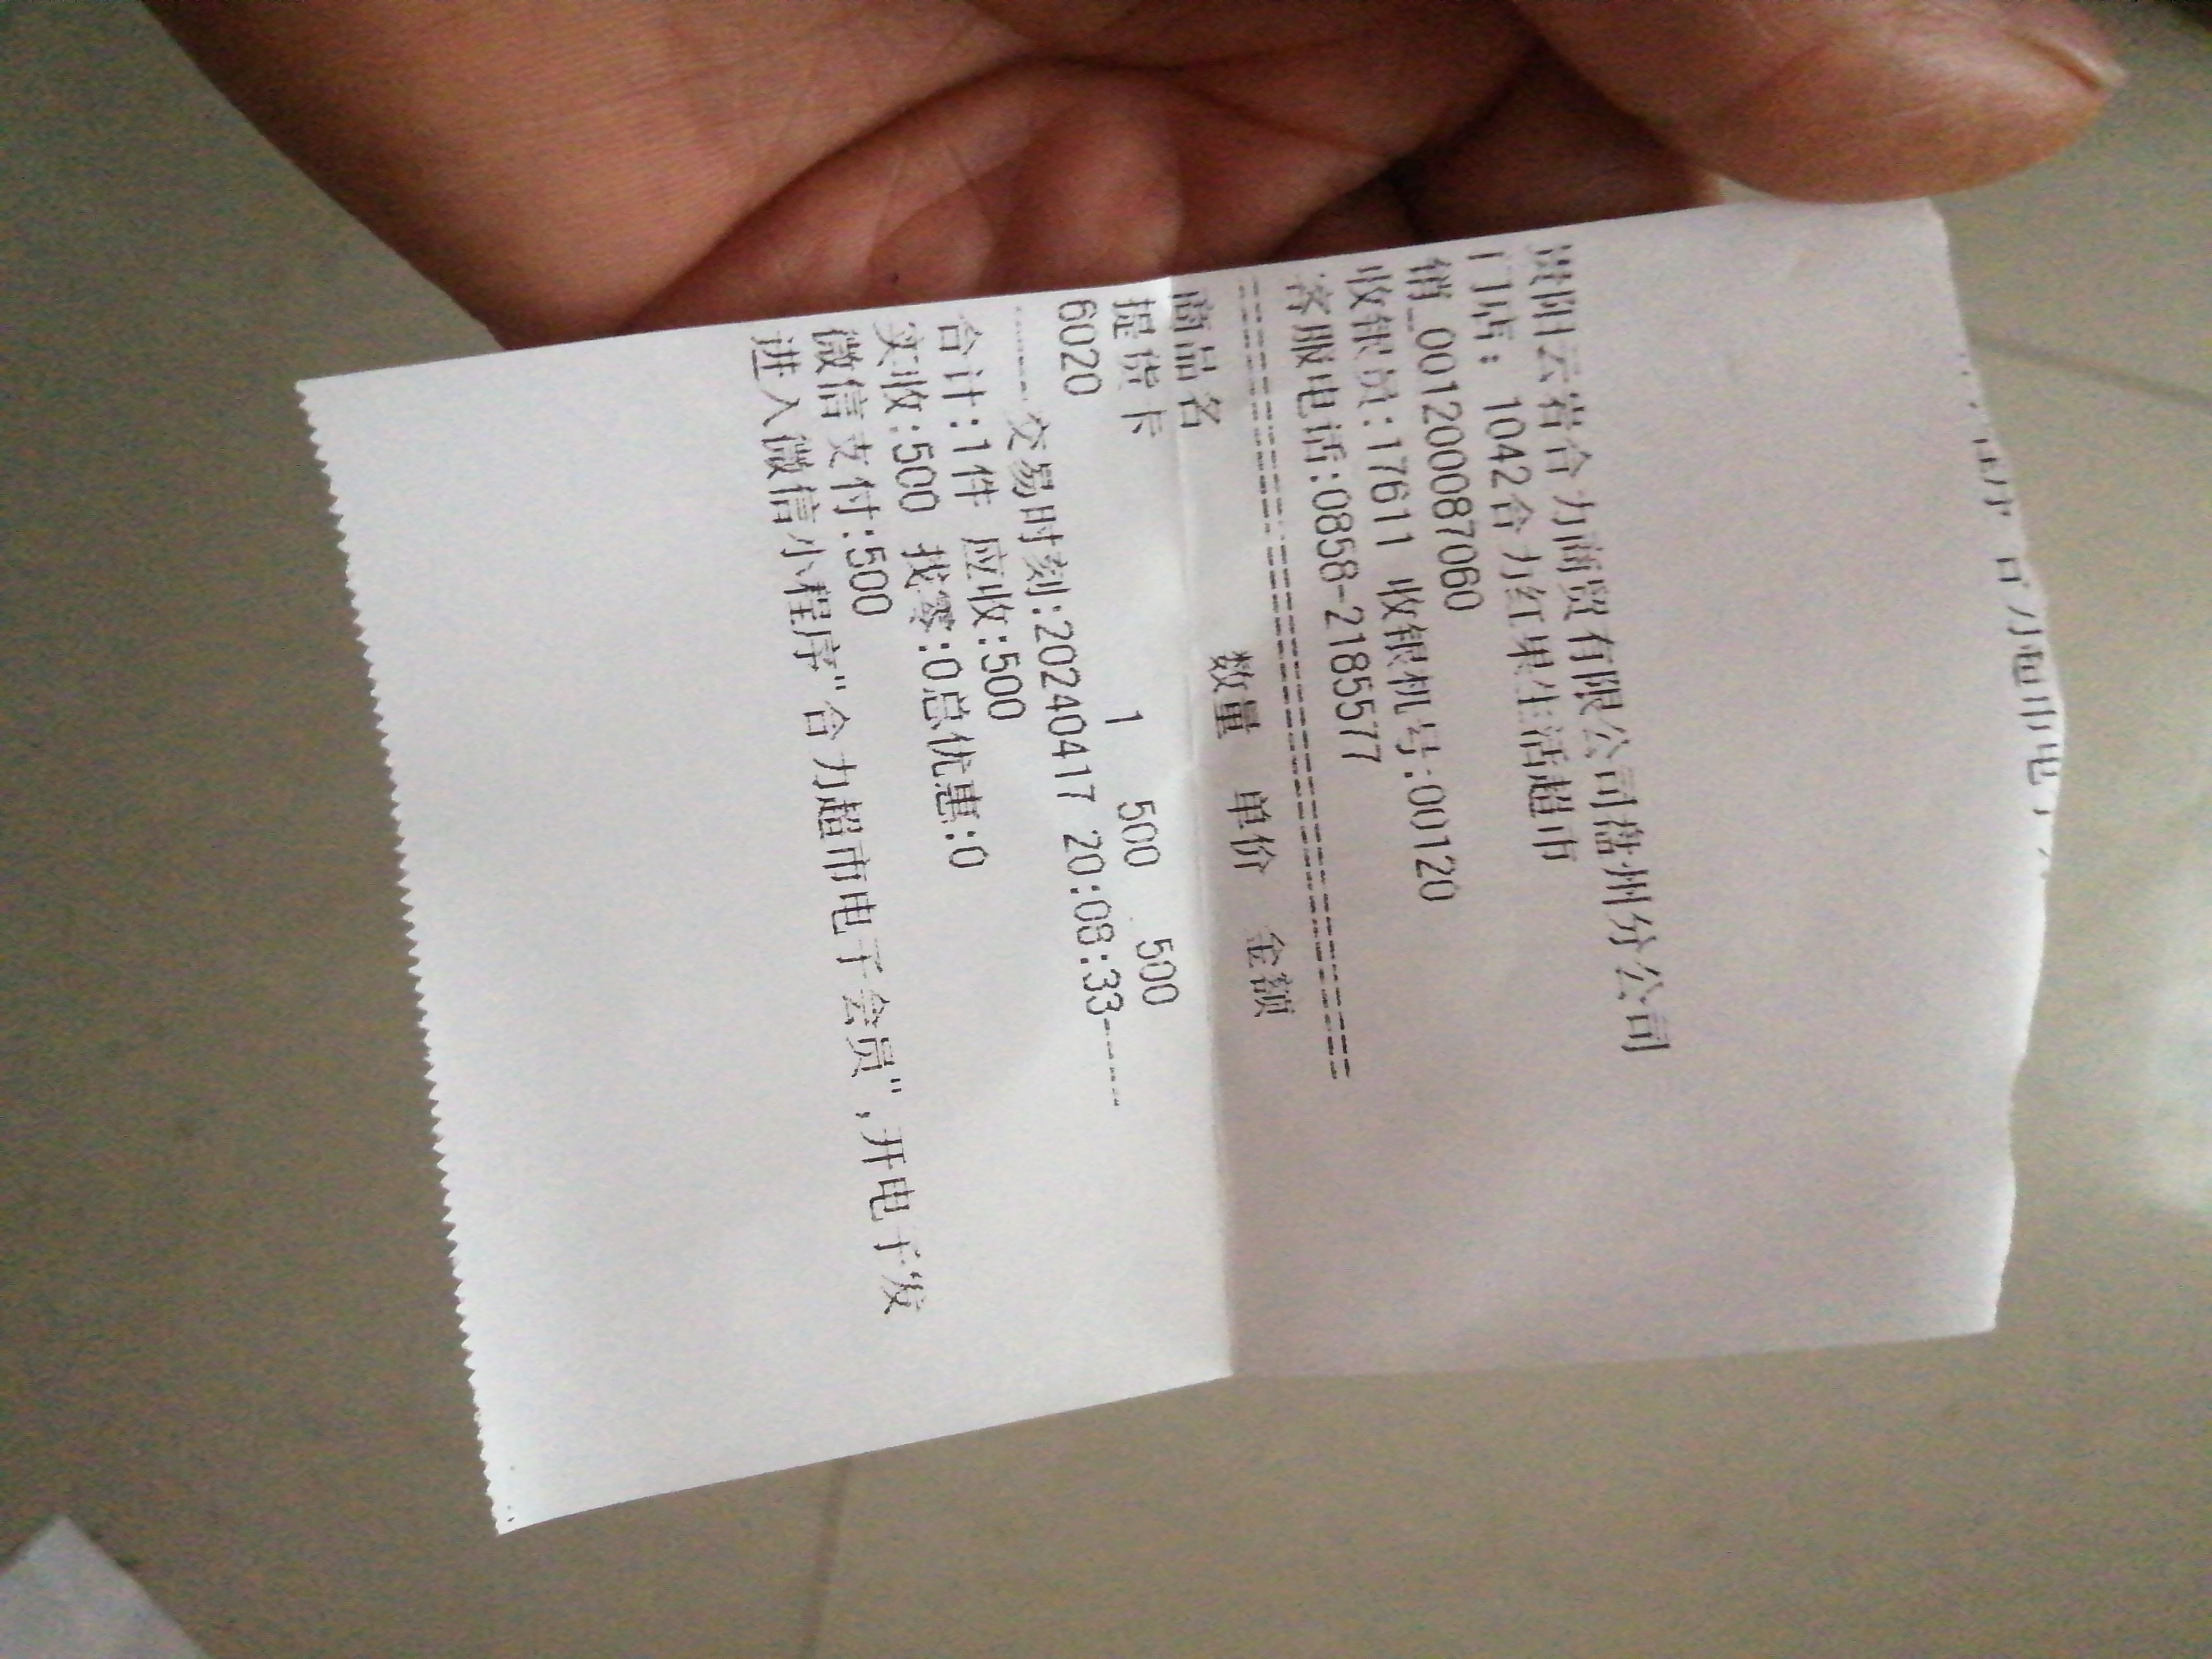 贵阳云岩合力商贸有限公司盘州分公司
门店: 1042合力红果生活超市
销_00120008706​0
收银员:17611 收银机号:00120
客服电话:0858-2185577
================================
商品名 数量 单价 金额
提货卡 1 500 500
6020
------交易时刻:20240417 20:08:33------
合计:1件 应收:500
实收:500 找零:0总优惠:0
微信支付:500
进入微信小程序"合力超市电子会员",开电子发